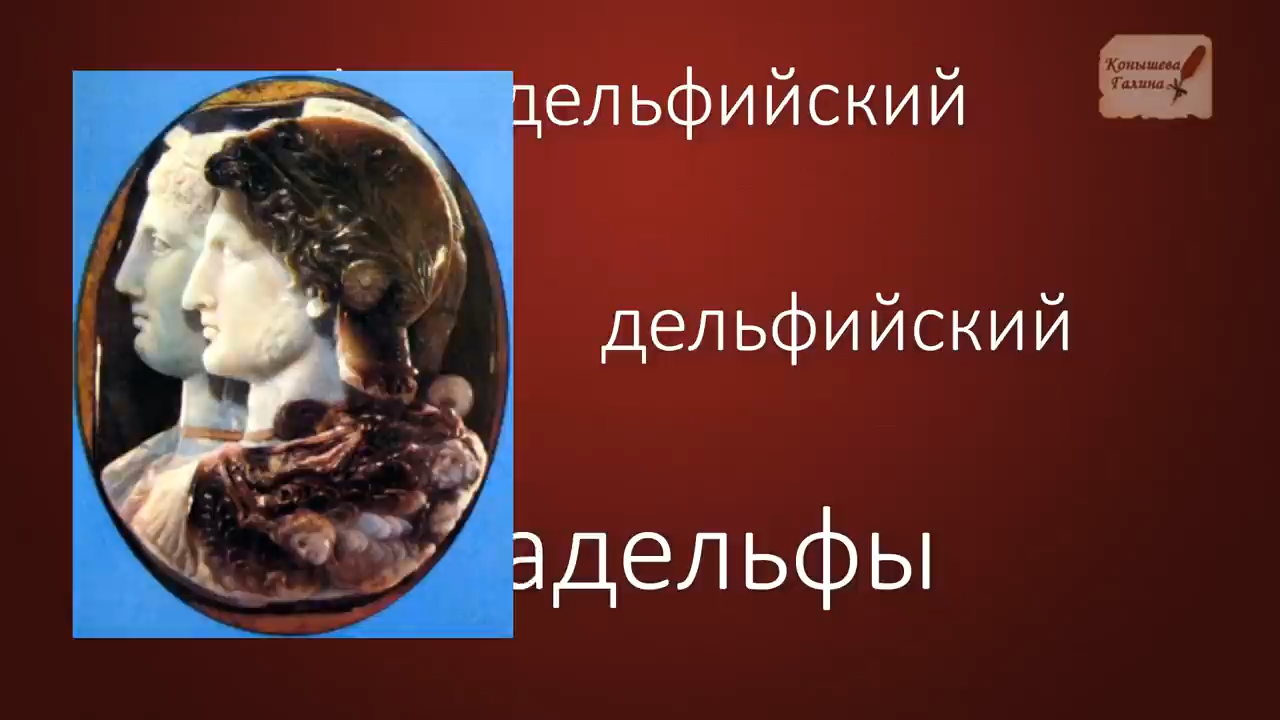 дельфийский
Конышева
Галина
дельфийский
адельфы